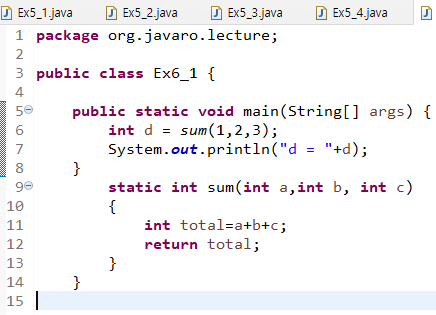 Ex5_1.java Ex5_2.java Ex5_3.java Ex5_4.java
1 package org.javaro.lecture;
2
3 public class Ex6_1 {
4
5 public static void main(String[] args) {
6 int d = sum(1,2,3);
7 System.out.println("d = "+d);
8 }
9 static int sum(int a,int b, int c)
10 {
11 int total=a+b+c;
12 return total;
13 }
14 }
15